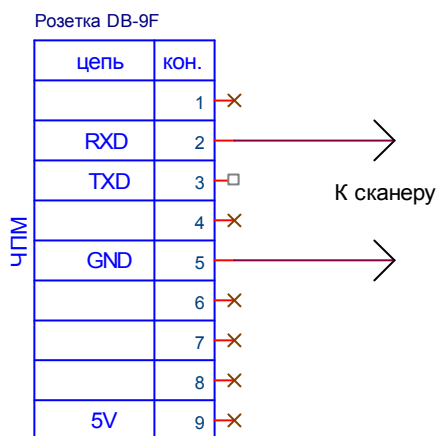 Розетка DB-9F
цепь кон.
1
RXD 2
TXD 3
К сканеру
4
ЧПМ
GND 5
6
7
8
5V 9